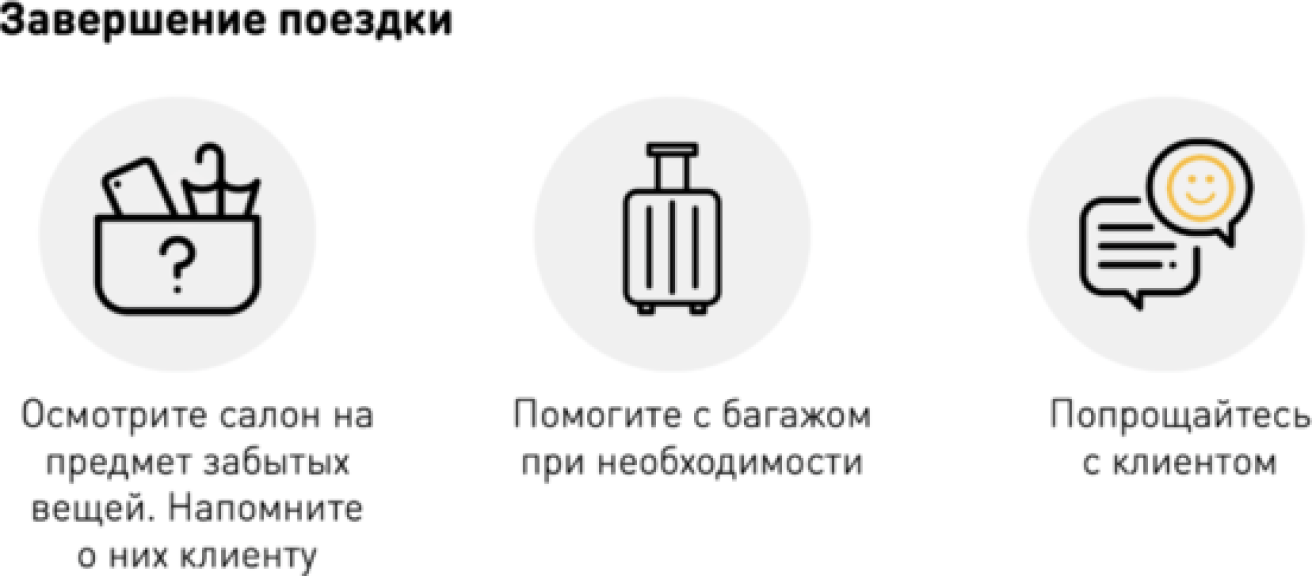 Завершение поездки
Осмотрите салон на
предмет забытых
вещей. Напомните
о них клиенту
Помогите с багажом
при необходимости
Попрощайтесь
с клиентом